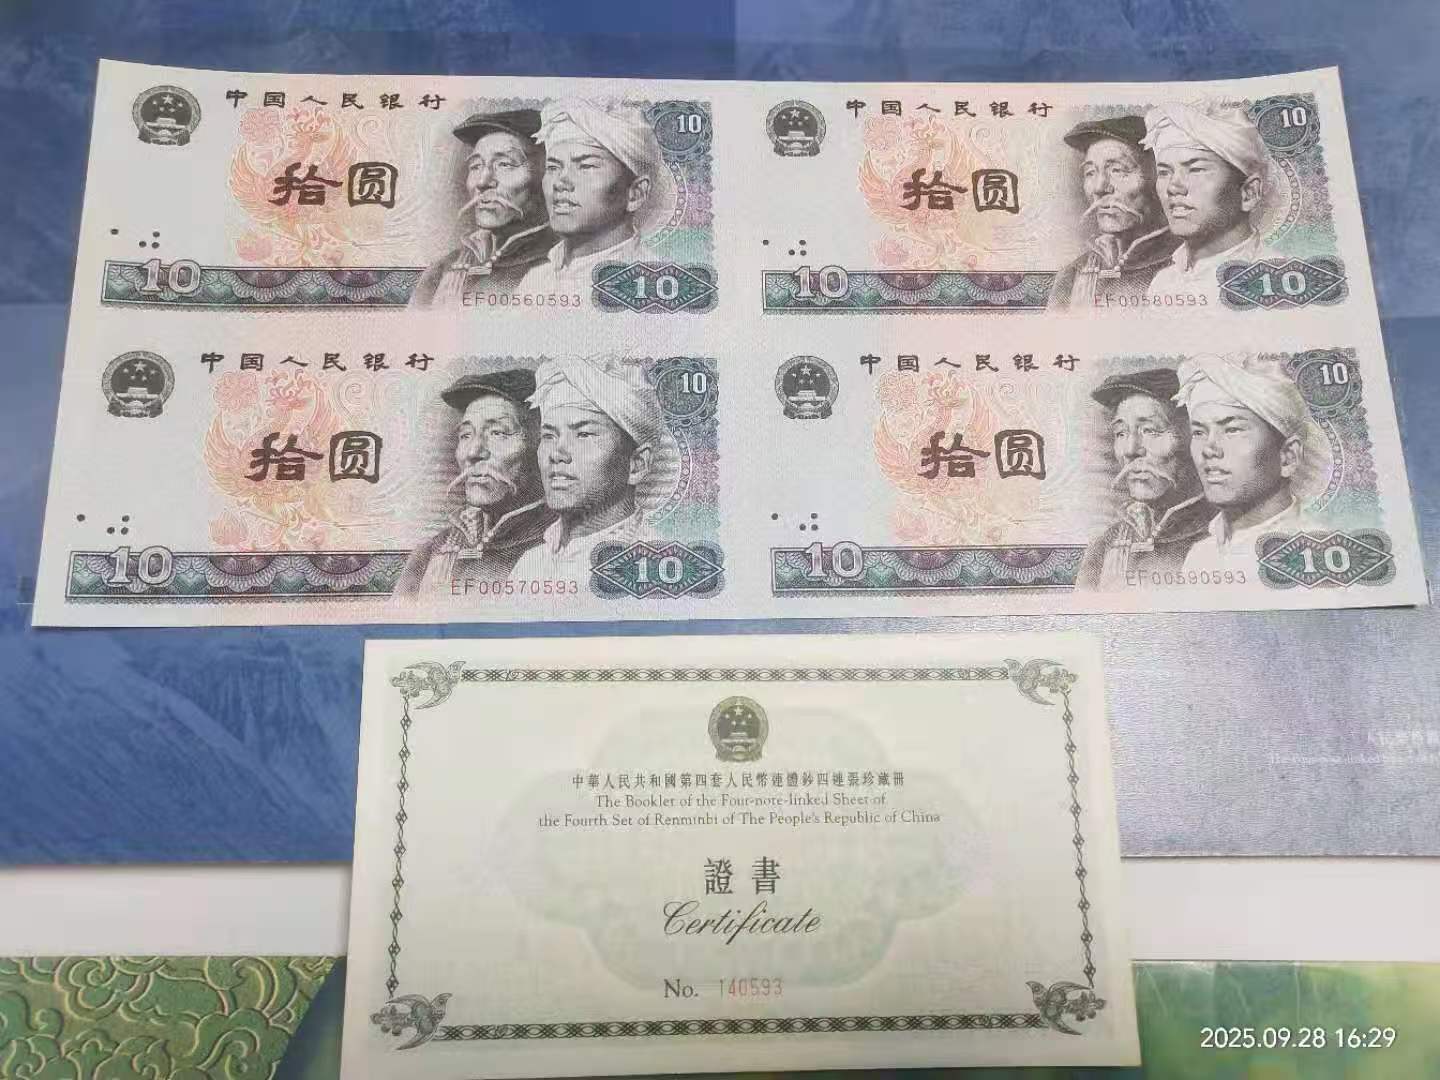 中国人民银行
10
拾圆
10
EF00560593
10
中国人民银行
10
拾圆
10
EF00580593
10
中国人民银行
10
拾圆
10
EF00570593
10
中国人民银行
10
拾圆
10
EF00590593
10
中華人民共和國第四套人民幣連體鈔四連張珍藏冊
The Booklet of the Four-note-linked Sheet of
the Fourth Set of Renminbi of The People's Republic of China
證書
Certificate
No. 140593
2025.09.28 16:29